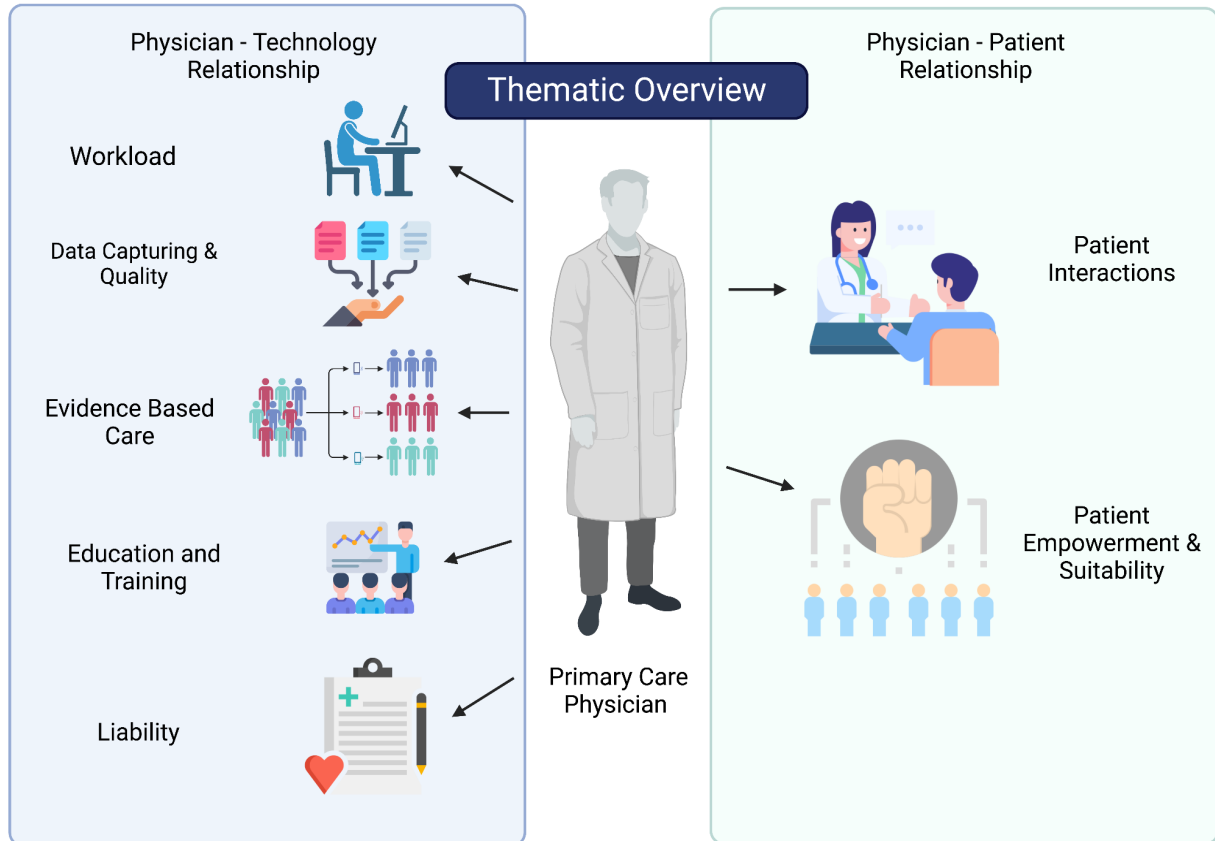 Thematic Overview
Physician - Technology
Relationship
Workload
Data Capturing &
Quality
Evidence Based
Care
Education and
Training
Liability
Primary Care
Physician
Physician - Patient
Relationship
Patient
Interactions
Patient
Empowerment &
Suitability